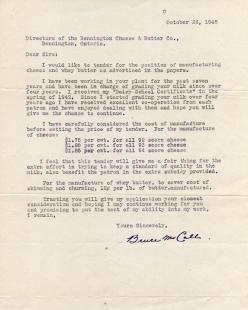 October 22, 1945
Directors of the Bennington Cheese & Butter Co.,
Bennington, Ontario.
Dear Sirs:
I would like to tender for the position of manufacturing
cheese and whey butter as advertised in the papers.
I have been working in your plant for the past seven
years and have been in charge of grading your milk since over
four years. I received my "Dairy School Certificate" in the
spring of 1942. Since I started grading your milk over four
years ago I have received excellent co-operation from each
patron and have enjoyed dealing with them and hope you will
give me the chance to continue.
I have carefully considered the cost of manufacture
before setting the price of my tender. For the manufacture
of cheese:
$1.75 per cwt. for all 92 score cheese
per cwt. for all 93 score cheese
$1.85 per cwt. for all 94 score cheese
I feel that this tender will give me a fair thing for the
extra effort in trying to keep a standard of quality in the
milk, also benefit the patron in the extra subsidy provided.
For the manufacture of whey butter, to cover cost of
skimming and churning, per lb. of butter manufactured.
Trusting you will give my application your closest
consideration and hoping I may continue working for you
and promising to put the best of my ability into my work,
I remain,
Yours Sincerely,
Bruce McCall